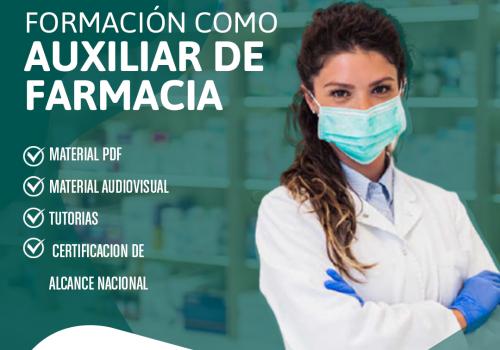 FORMACIÓN COMO
AUXILIAR DE
FARMACIA
MATERIAL PDF
MATERIAL AUDIOVISUAL
TUTORIAS
CERTIFICACION DE
ALCANCE NACIONAL